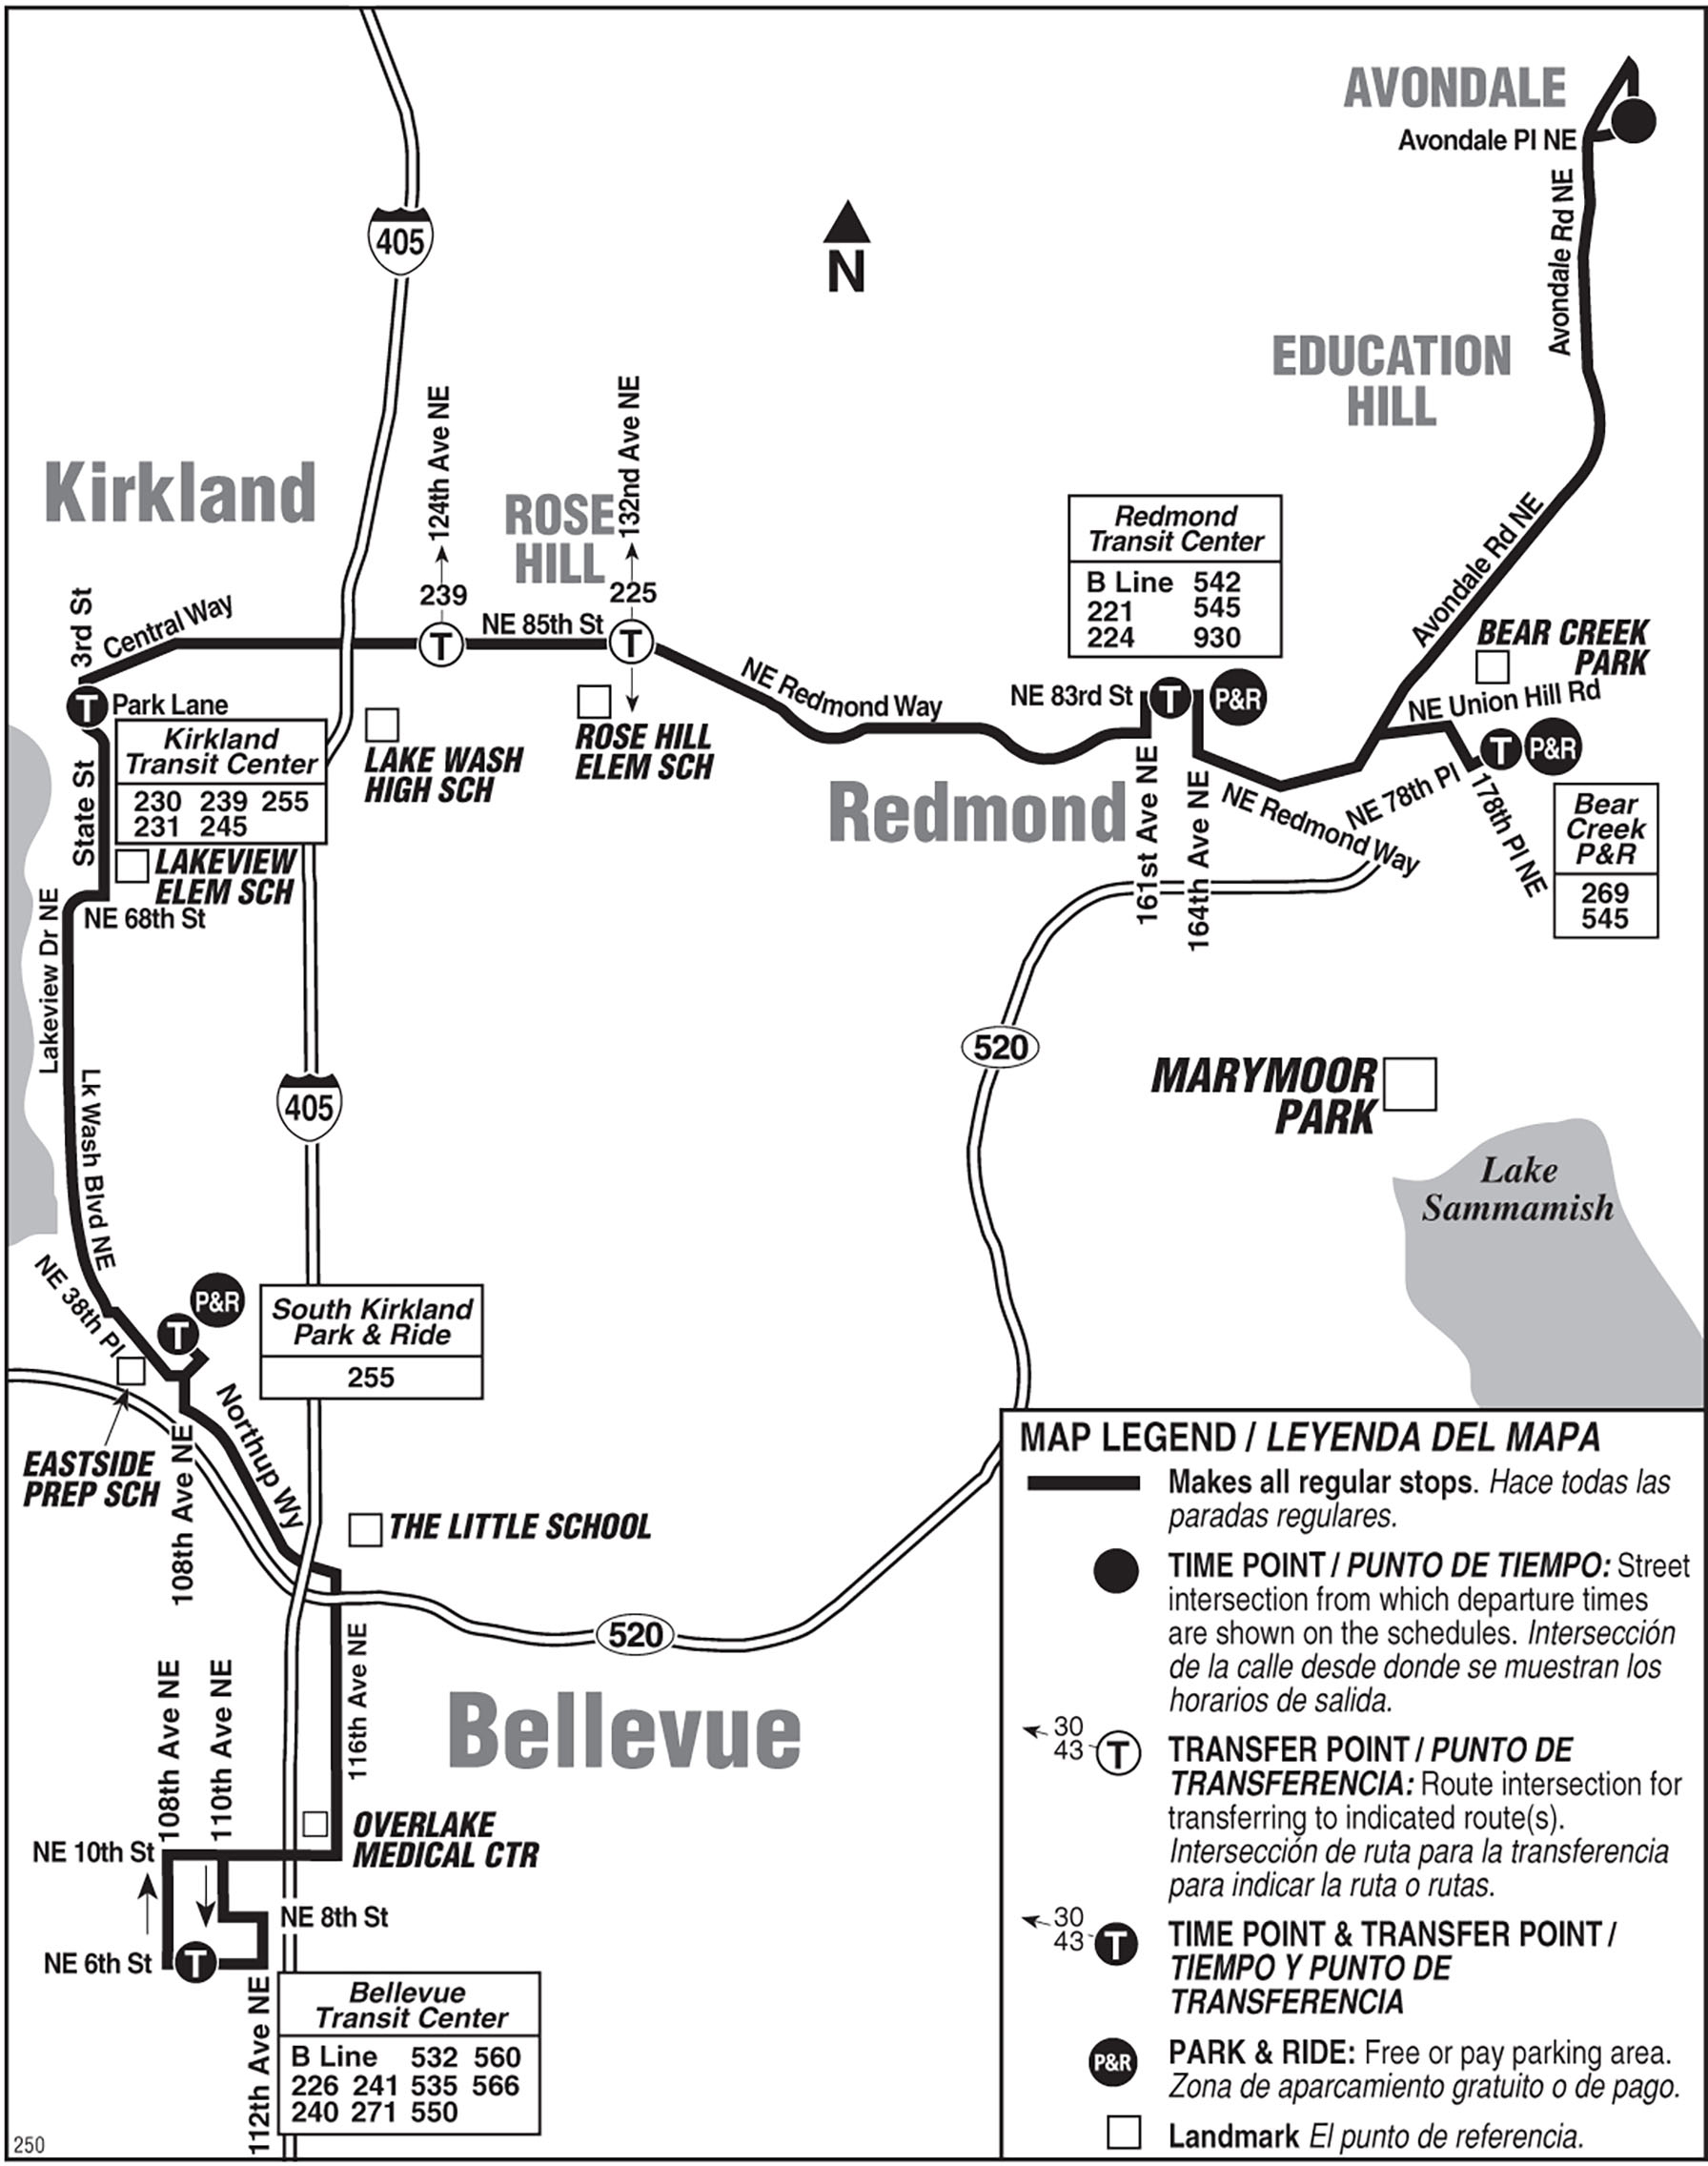 AVONDALE
Avondale Pl NE
Avondale Rd NE
405
N
EDUCATION
HILL
Kirkland
124th Ave NE
132nd Ave NE
ROSE
HILL
239
225
Redmond
Transit Center
B Line 542
221 545
224 930
Avondale Rd NE
BEAR CREEK
PARK
3rd St
Central Way
T
NE 85th St
T
NE Redmond Way
NE 83rd St
T
P&R
NE Union Hill Rd
T
Park Lane
T
P&R
Kirkland
Transit Center
230 239 255
231 245
LAKE WASH
HIGH SCH
ROSE HILL
ELEM SCH
State St
Redmond
161st Ave NE
164th Ave NE
NE Redmond Way
NE 78th Pl
178th Pl NE
Bear
Creek
P&R
269
545
LAKEVIEW
ELEM SCH
NE 68th St
Lakeview Dr NE
Lk Wash Blvd NE
405
520
MARYMOOR
PARK
Lake
Sammamish
NE 38th Pl
P&R
T
South Kirkland
Park & Ride
255
Northup Wy
EASTSIDE
PREP SCH
108th Ave NE
THE LITTLE SCHOOL
520
116th Ave NE
Bellevue
108th Ave NE
110th Ave NE
OVERLAKE
MEDICAL CTR
NE 10th St
NE 8th St
NE 6th St
T
112th Ave NE
Bellevue
Transit Center
B Line 532 560
226 241 535 566
240 271 550
250
MAP LEGEND / LEYENDA DEL MAPA
Makes all regular stops. Hace todas las
paradas regulares.
TIME POINT / PUNTO DE TIEMPO: Street
intersection from which departure times
are shown on the schedules. Intersección
de la calle desde donde se muestran los
horarios de salida.
30
43
T
TRANSFER POINT / PUNTO DE
TRANSFERENCIA: Route intersection for
transferring to indicated route(s).
Intersección de ruta para la transferencia
para indicar la ruta o rutas.
30
43
T
TIME POINT & TRANSFER POINT /
TIEMPO Y PUNTO DE
TRANSFERENCIA
P&R
PARK & RIDE: Free or pay parking area.
Zona de aparcamiento gratuito o de pago.
Landmark El punto de referencia.